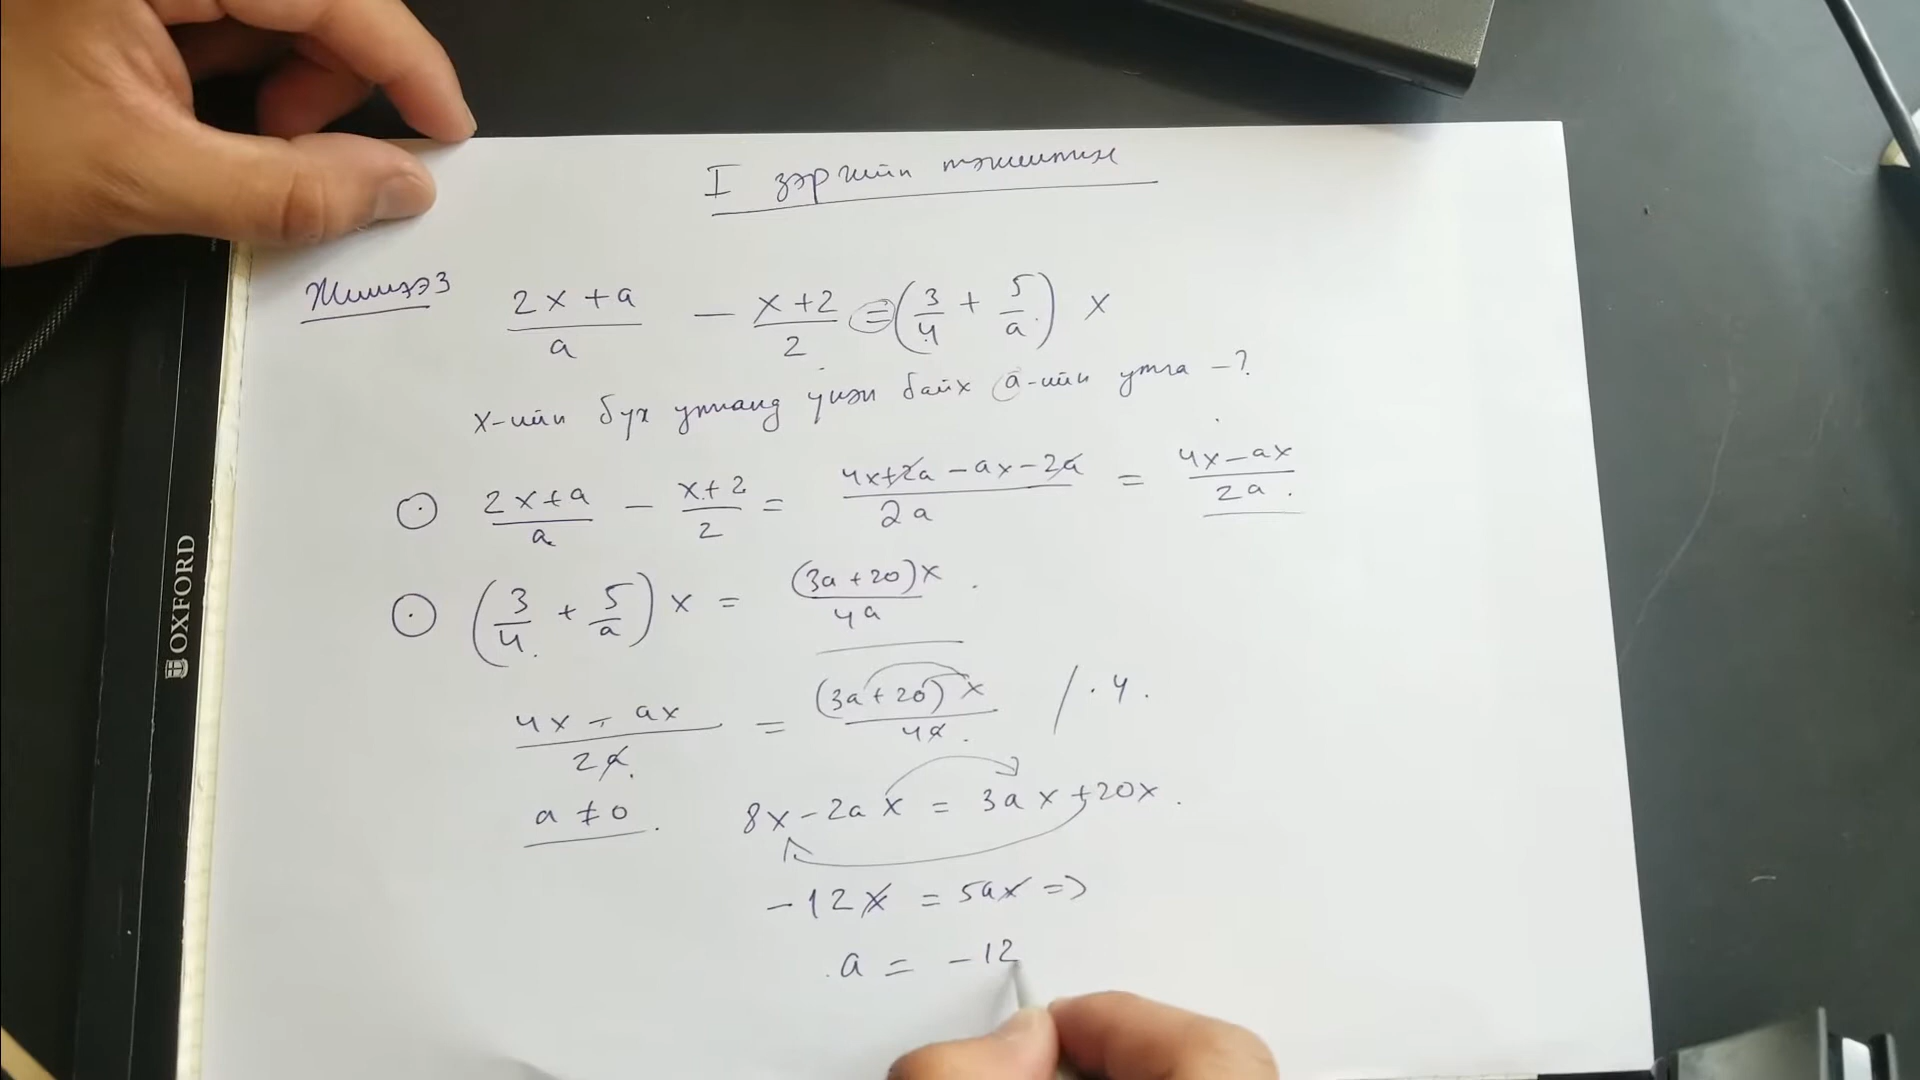 I зэргийн тэгшитгэл
Жишээ 3 (2x+a)/a − (x+2)/2 = (3/4 + 5/a) x
x-ийн бүх утганд үнэн байх a-ийн утга −?
(2x+a)/a − (x+2)/2 = (4x+2a−ax−2a)/2a = (4x−ax)/2a.
(3/4 + 5/a) x = (3a+20)x/4a
(4x − ax)/2a = (3a+20)x/4a. / ·4.
a ≠ 0. 8x − 2ax = 3ax + 20x.
−12x = 5ax =>
a = −12
OXFORD